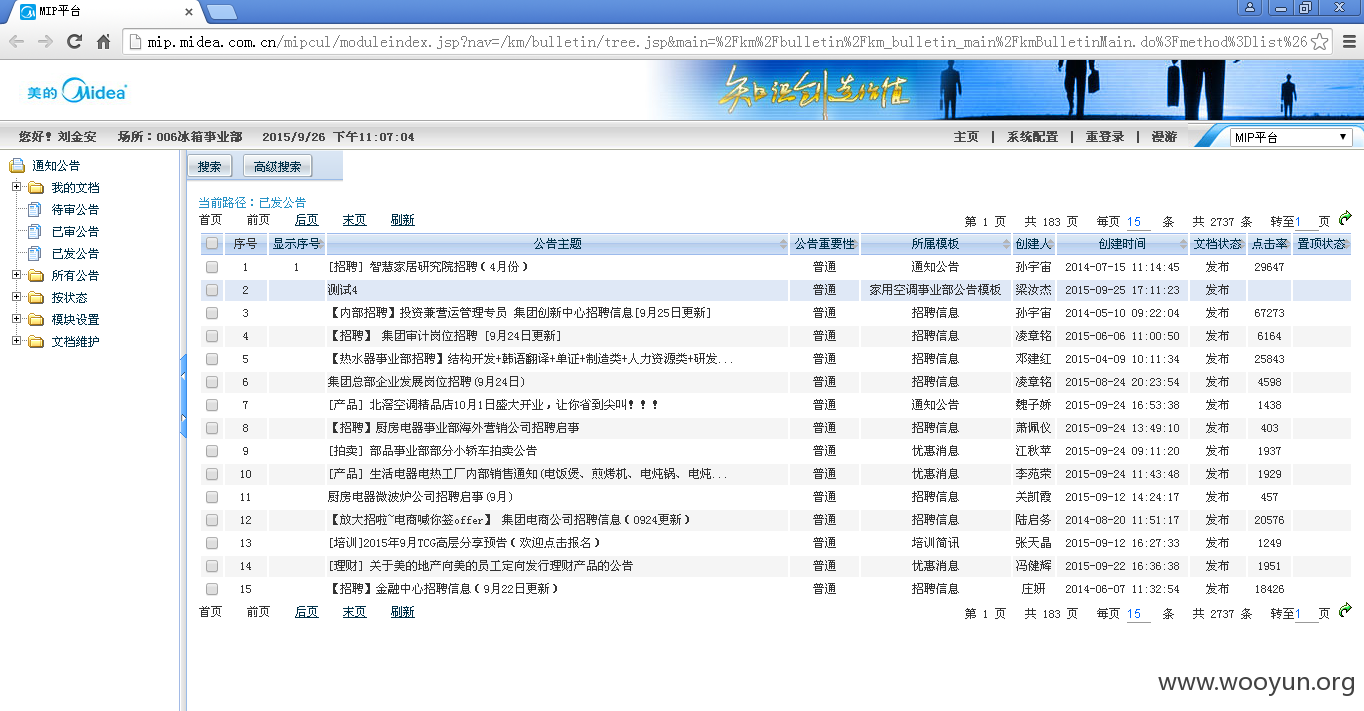 MIP平台
mip.midea.com.cn/mipcul/moduleindex.jsp?nav=/km/bulletin/tree.jsp&main=%2Fkm%2Fbulletin%2Fkm_bulletin_main%2FkmBulletinMain.do%3Fmethod%3Dlist%26
美的 Midea
知识创造价值
您好! 刘金安 场所：006冰箱事业部 2015/9/26 下午11:07:04 主页 | 系统配置 | 重登录 | 漫游 MIP平台
通知公告
我的文档
待审公告
已审公告
已发公告
所有公告
按状态
模块设置
文档维护
搜索 高级搜索
当前路径：已发公告
首页 前页 后页 末页 刷新 第 1 页 共 183 页 每页 15 条 共 2737 条 转至1 页
序号 显示序号 公告主题 公告重要性 所属模板 创建人 创建时间 文档状态 点击率 置顶状态
1 1 [招聘] 智慧家居研究院招聘（4月份） 普通 通知公告 孙宇宙 2014-07-15 11:14:45 发布 29647
2 测试4 普通 家用空调事业部公告模板 梁汝杰 2015-09-25 17:11:23 发布
3 【内部招聘】投资兼营运管理专员 集团创新中心招聘信息[9月25日更新] 普通 招聘信息 孙宇宙 2014-05-10 09:22:04 发布 67273
4 【招聘】 集团审计岗位招聘 [9月24日更新] 普通 招聘信息 凌章铭 2015-06-06 11:00:50 发布 6164
5 【热水器事业部招聘】结构开发+韩语翻译+单证+制造类+人力资源类+研发... 普通 招聘信息 邓建红 2015-04-09 10:11:34 发布 25843
6 集团总部企业发展岗位招聘(9月24日) 普通 招聘信息 凌章铭 2015-08-24 20:23:54 发布 4598
7 [产品] 北滘空调精品店10月1日盛大开业，让你省到尖叫！！！ 普通 通知公告 魏子娇 2015-09-24 16:53:38 发布 1438
8 【招聘】厨房电器事业部海外营销公司招聘启事 普通 招聘信息 萧佩仪 2015-09-24 13:49:10 发布 403
9 [拍卖] 部品事业部部分小轿车拍卖公告 普通 优惠消息 江秋苹 2015-09-24 09:11:20 发布 1937
10 [产品] 生活电器电热工厂内部销售通知(电饭煲、煎烤机、电炖锅、电炖... 普通 优惠消息 李苑荣 2015-09-24 11:43:48 发布 1929
11 厨房电器微波炉公司招聘启事(9月) 普通 招聘信息 关凯霞 2015-09-12 14:24:17 发布 457
12 【放大招啦~电商喊你签offer】 集团电商公司招聘信息（0924更新） 普通 招聘信息 陆启务 2014-08-20 11:51:17 发布 20576
13 [培训]2015年9月TCG高层分享预告（欢迎点击报名） 普通 培训简讯 张天晶 2015-09-12 16:27:33 发布 1249
14 [理财] 关于美的地产向美的员工定向发行理财产品的公告 普通 优惠消息 冯健辉 2015-09-22 16:36:38 发布 1951
15 【招聘】金融中心招聘信息（9月22日更新） 普通 招聘信息 庄妍 2014-06-07 11:32:54 发布 18426
首页 前页 后页 末页 刷新 第 1 页 共 183 页 每页 15 条 共 2737 条 转至1 页
www.wooyun.org